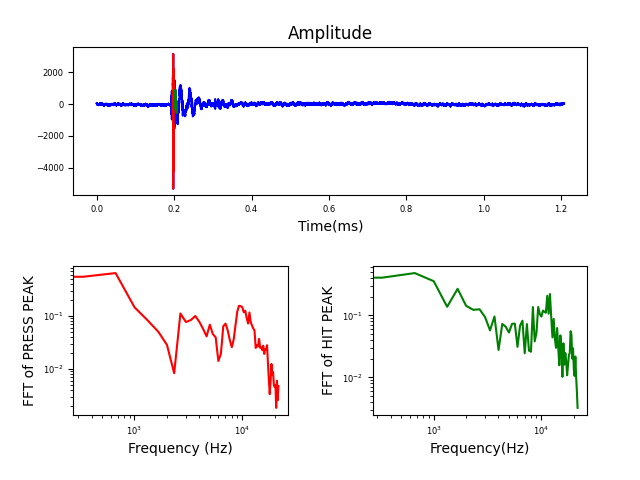 Amplitude
2000
0
−2000
−4000
0.0 0.2 0.4 0.6 0.8 1.0 1.2
Time(ms)
FFT of PRESS PEAK
10⁻¹
10⁻²
10³ 10⁴
Frequency (Hz)
FFT of HIT PEAK
10⁻¹
10⁻²
10³ 10⁴
Frequency(Hz)